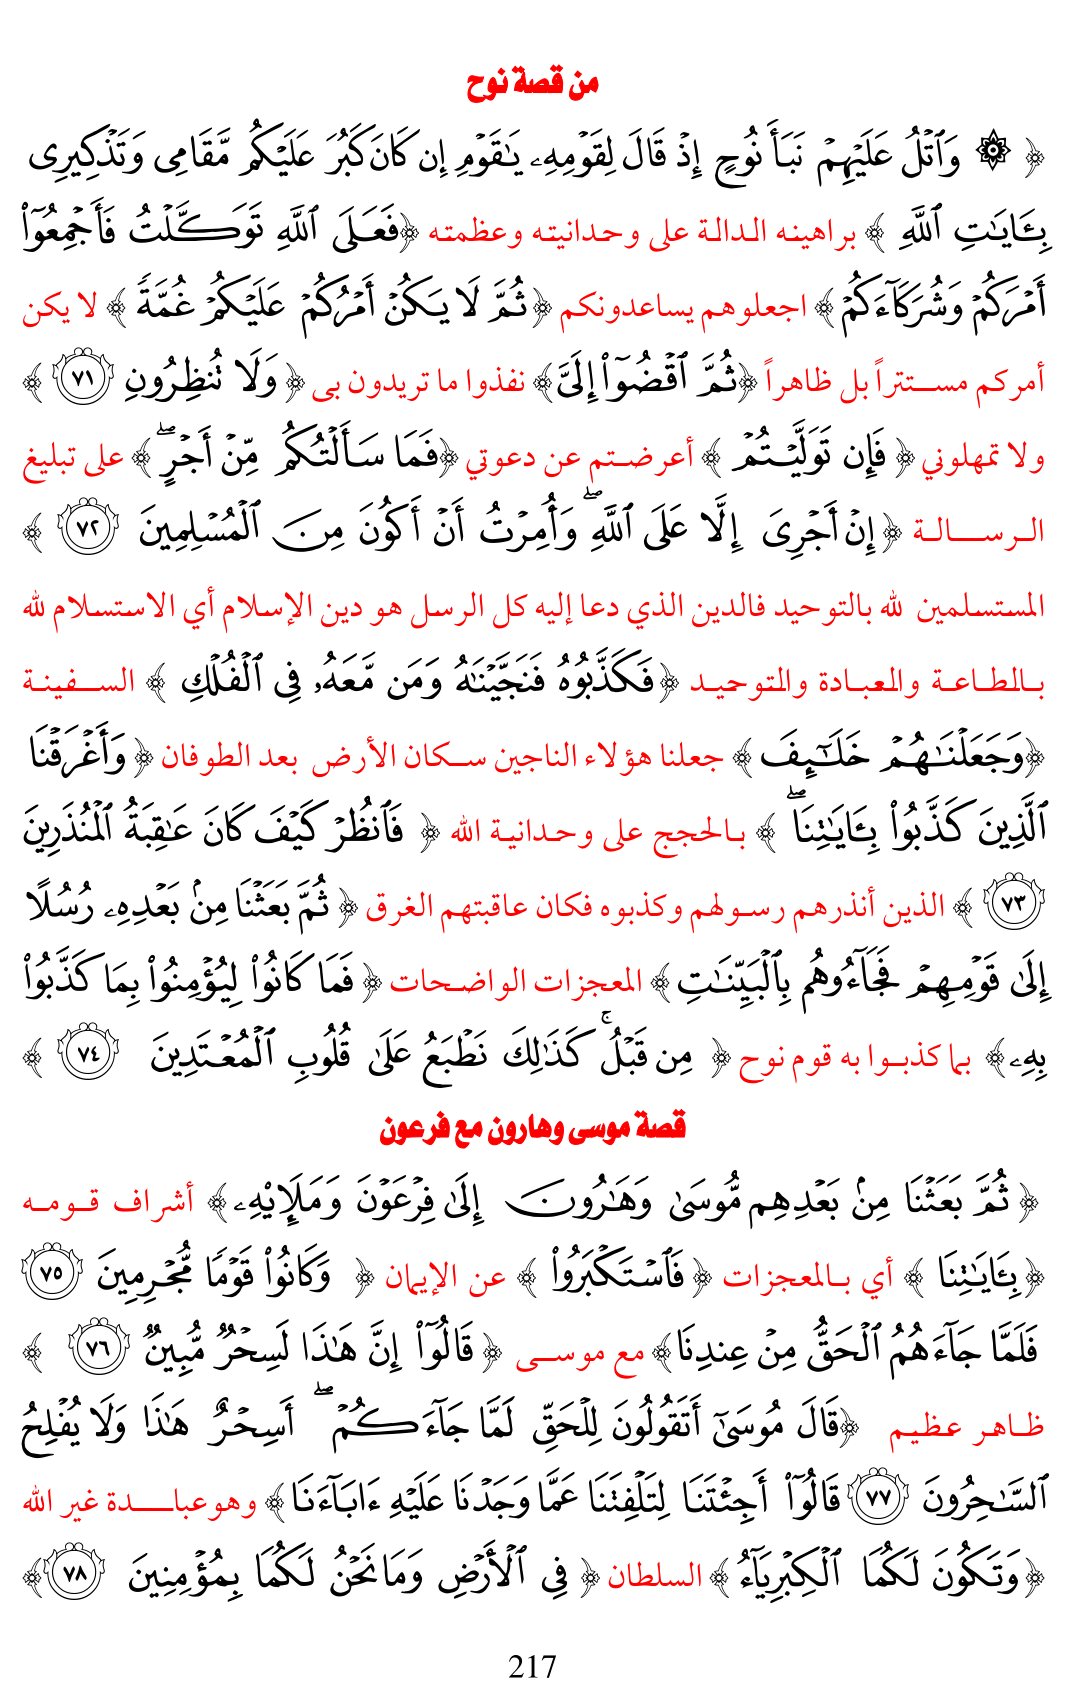 من قصة نوح
﴿ ۞ وَٱتۡلُ عَلَيۡهِمۡ نَبَأَ نُوحٍ إِذۡ قَالَ لِقَوۡمِهِۦ يَٰقَوۡمِ إِن كَانَ كَبُرَ عَلَيۡكُم مَّقَامِي وَتَذۡكِيرِي
بِـَٔايَٰتِ ٱللَّهِ ﴾ براهينه الدالة على وحدانيته وعظمته ﴿فَعَلَى ٱللَّهِ تَوَكَّلۡتُ فَأَجۡمِعُوٓاْ
أَمۡرَكُمۡ وَشُرَكَآءَكُمۡ﴾ اجعلوهم يساعدونكم ﴿ثُمَّ لَا يَكُنۡ أَمۡرُكُمۡ عَلَيۡكُمۡ غُمَّةٗ ﴾ لا يكن
أمركم مستتراً بل ظاهراً ﴿ثُمَّ ٱقۡضُوٓاْ إِلَيَّ﴾ نفذوا ما تريدون بى ﴿ وَلَا تُنظِرُونِ ٧١ ﴾
ولا تمهلوني ﴿ فَإِن تَوَلَّيۡتُمۡ ﴾ أعرضتم عن دعوتي ﴿فَمَا سَأَلۡتُكُم مِّنۡ أَجۡرٍۖ ﴾ على تبليغ
الرسالة ﴿ إِنۡ أَجۡرِيَ إِلَّا عَلَى ٱللَّهِۖ وَأُمِرۡتُ أَنۡ أَكُونَ مِنَ ٱلۡمُسۡلِمِينَ ٧٢ ﴾
المستسلمين لله بالتوحيد فالدين الذي دعا إليه كل الرسل هو دين الإسلام أي الاستسلام لله
بالطاعة والعبادة والتوحيد ﴿فَكَذَّبُوهُ فَنَجَّيۡنَٰهُ وَمَن مَّعَهُۥ فِي ٱلۡفُلۡكِ ﴾ السفينة
﴿وَجَعَلۡنَٰهُمۡ خَلَٰٓئِفَ ﴾ جعلنا هؤلاء الناجين سكان الأرض بعد الطوفان ﴿ وَأَغۡرَقۡنَا
ٱلَّذِينَ كَذَّبُواْ بِـَٔايَٰتِنَاۖ ﴾ بالحجج على وحدانية الله ﴿ فَٱنظُرۡ كَيۡفَ كَانَ عَٰقِبَةُ ٱلۡمُنذَرِينَ
٧٣ ﴾ الذين أنذرهم رسولهم وكذبوه فكان عاقبتهم الغرق ﴿ ثُمَّ بَعَثۡنَا مِنۢ بَعۡدِهِۦ رُسُلًا
إِلَىٰ قَوۡمِهِمۡ فَجَآءُوهُم بِٱلۡبَيِّنَٰتِ ﴾ المعجزات الواضحات ﴿ فَمَا كَانُواْ لِيُؤۡمِنُواْ بِمَا كَذَّبُواْ
بِهِۦ﴾ بما كذبوا به قوم نوح ﴿ مِن قَبۡلُۚ كَذَٰلِكَ نَطۡبَعُ عَلَىٰ قُلُوبِ ٱلۡمُعۡتَدِينَ ٧٤ ﴾
قصة موسى وهارون مع فرعون
﴿ ثُمَّ بَعَثۡنَا مِنۢ بَعۡدِهِم مُّوسَىٰ وَهَٰرُونَ إِلَىٰ فِرۡعَوۡنَ وَمَلَإِيْهِۦ ﴾ أشراف قومه
﴿ بِـَٔايَٰتِنَا ﴾ أي بالمعجزات ﴿ فَٱسۡتَكۡبَرُواْ ﴾ عن الإيمان ﴿ وَكَانُواْ قَوۡمٗا مُّجۡرِمِينَ ٧٥
فَلَمَّا جَآءَهُمُ ٱلۡحَقُّ مِنۡ عِندِنَا﴾ مع موسى ﴿ قَالُوٓاْ إِنَّ هَٰذَا لَسِحۡرٞ مُّبِينٞ ٧٦ ﴾
ظاهر عظيم ﴿قَالَ مُوسَىٰٓ أَتَقُولُونَ لِلۡحَقِّ لَمَّا جَآءَكُمۡۖ أَسِحۡرٌ هَٰذَا وَلَا يُفۡلِحُ
ٱلسَّٰحِرُونَ ٧٧ قَالُوٓاْ أَجِئۡتَنَا لِتَلۡفِتَنَا عَمَّا وَجَدۡنَا عَلَيۡهِ ءَابَآءَنَا ﴾ وهو عبادة غير الله
﴿ وَتَكُونَ لَكُمَا ٱلۡكِبۡرِيَآءُ ﴾ السلطان ﴿ فِي ٱلۡأَرۡضِ وَمَا نَحۡنُ لَكُمَا بِمُؤۡمِنِينَ ٧٨﴾
217